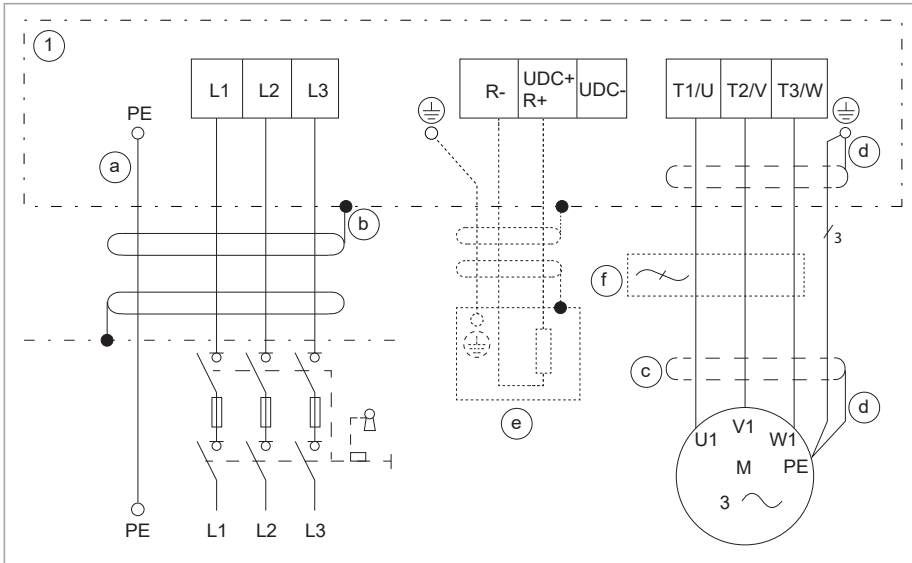 1
L1 L2 L3
R- UDC+ R+ UDC-
T1/U T2/V T3/W
PE
a
b
d
3
f
c
d
e
U1 V1 W1
M PE
3
PE L1 L2 L3